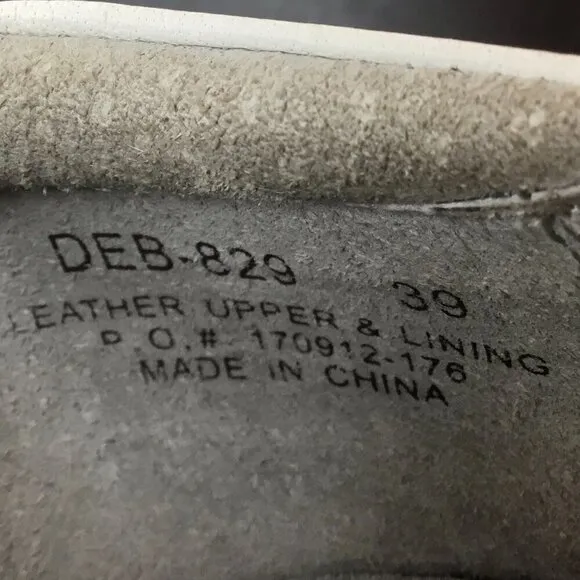 DEB-829 39
LEATHER UPPER & LINING
P.O.# 170912-176
MADE IN CHINA